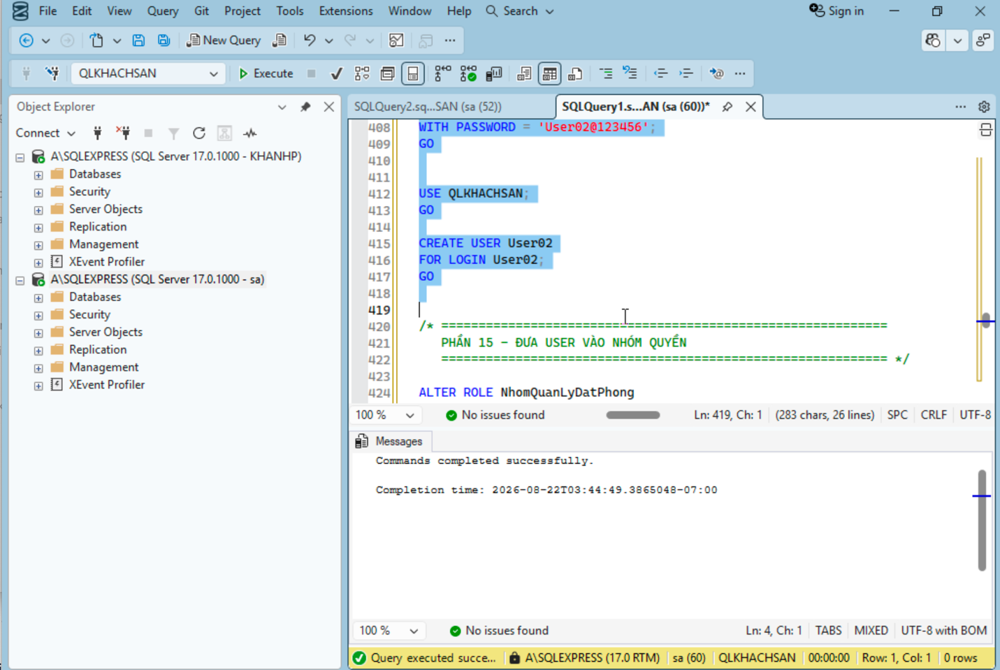 File Edit View Query Git Project Tools Extensions Window Help Search Sign in
New Query
QLKHACHSAN Execute
Object Explorer
Connect
A\SQLEXPRESS (SQL Server 17.0.1000 - KHANHP)
Databases
Security
Server Objects
Replication
Management
XEvent Profiler
A\SQLEXPRESS (SQL Server 17.0.1000 - sa)
Databases
Security
Server Objects
Replication
Management
XEvent Profiler
SQLQuery2.sq...SAN (sa (52)) SQLQuery1.s...AN (sa (60))*
408 WITH PASSWORD = 'User02@123456';
409 GO
410
411
412 USE QLKHACHSAN;
413 GO
414
415 CREATE USER User02
416 FOR LOGIN User02;
417 GO
418
419
420 /* ============================================================
421 PHẦN 15 - ĐƯA USER VÀO NHÓM QUYỀN
422 ============================================================ */
423
424 ALTER ROLE NhomQuanLyDatPhong
100 % No issues found Ln: 419, Ch: 1 (283 chars, 26 lines) SPC CRLF UTF-8
Messages
Commands completed successfully.
Completion time: 2026-08-22T03:44:49.3865048-07:00
100 % No issues found Ln: 4, Ch: 1 TABS MIXED UTF-8 with BOM
Query executed succe... A\SQLEXPRESS (17.0 RTM) sa (60) QLKHACHSAN 00:00:00 Row: 1, Col: 1 0 rows